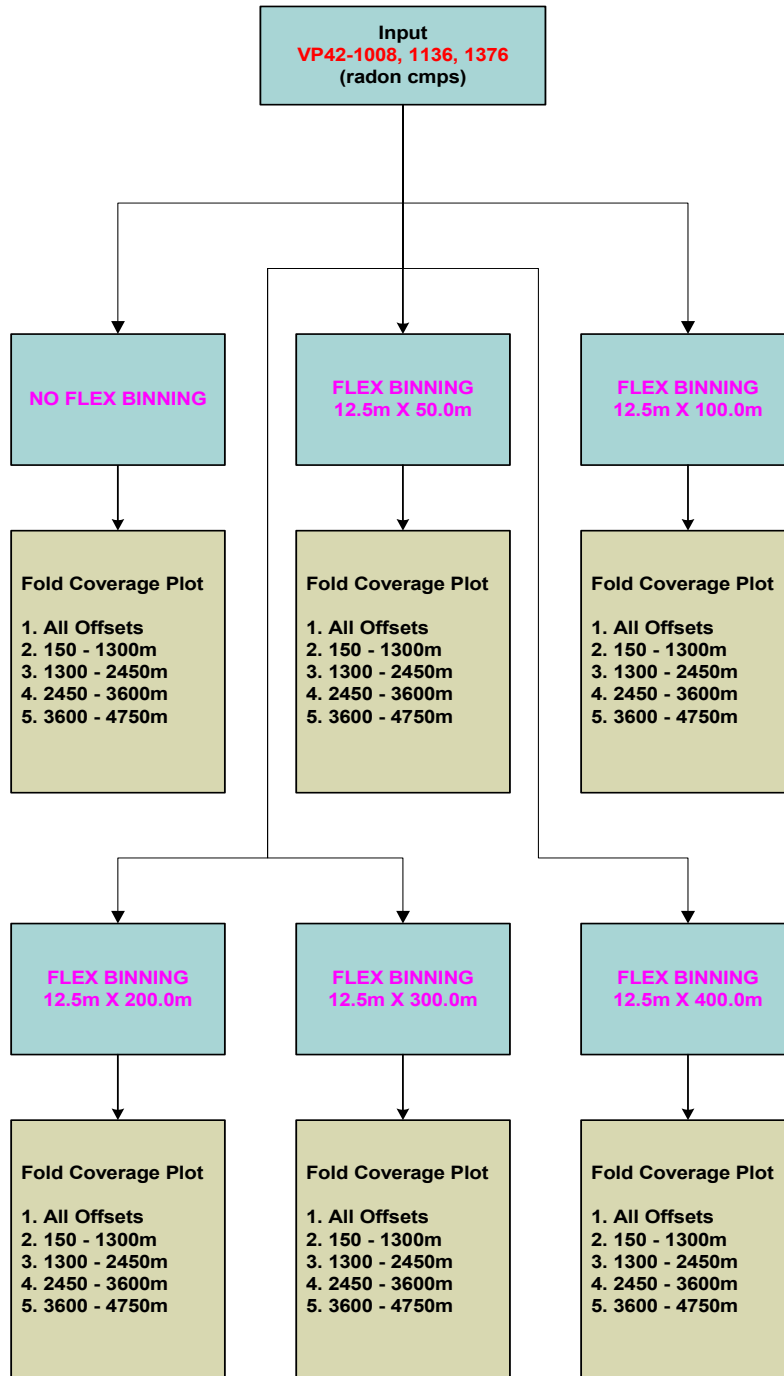 Input
VP42-1008, 1136, 1376
(radon cmps)
NO FLEX BINNING
FLEX BINNING
12.5m X 50.0m
FLEX BINNING
12.5m X 100.0m
Fold Coverage Plot
1. All Offsets
2. 150 - 1300m
3. 1300 - 2450m
4. 2450 - 3600m
5. 3600 - 4750m
Fold Coverage Plot
1. All Offsets
2. 150 - 1300m
3. 1300 - 2450m
4. 2450 - 3600m
5. 3600 - 4750m
Fold Coverage Plot
1. All Offsets
2. 150 - 1300m
3. 1300 - 2450m
4. 2450 - 3600m
5. 3600 - 4750m
FLEX BINNING
12.5m X 200.0m
FLEX BINNING
12.5m X 300.0m
FLEX BINNING
12.5m X 400.0m
Fold Coverage Plot
1. All Offsets
2. 150 - 1300m
3. 1300 - 2450m
4. 2450 - 3600m
5. 3600 - 4750m
Fold Coverage Plot
1. All Offsets
2. 150 - 1300m
3. 1300 - 2450m
4. 2450 - 3600m
5. 3600 - 4750m
Fold Coverage Plot
1. All Offsets
2. 150 - 1300m
3. 1300 - 2450m
4. 2450 - 3600m
5. 3600 - 4750m